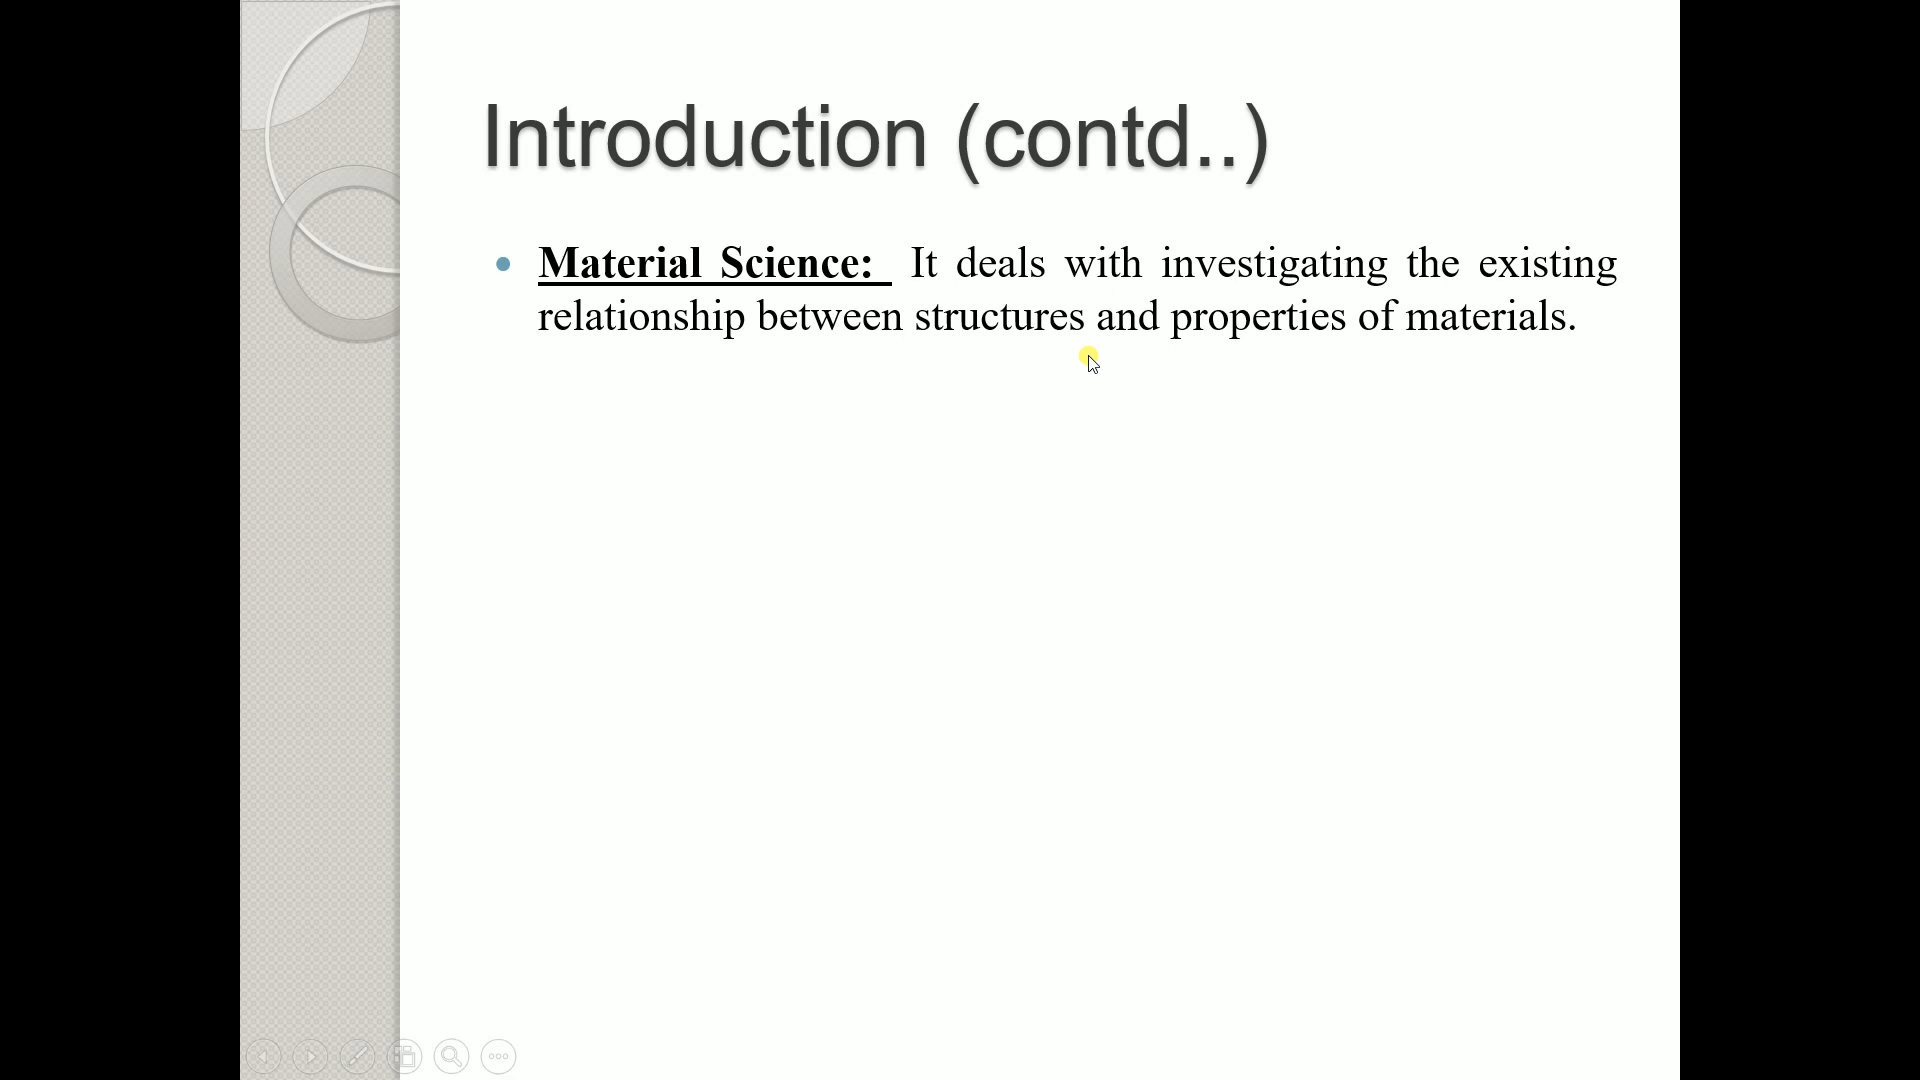 Introduction (contd..)
• Material Science: It deals with investigating the existing
relationship between structures and properties of materials.